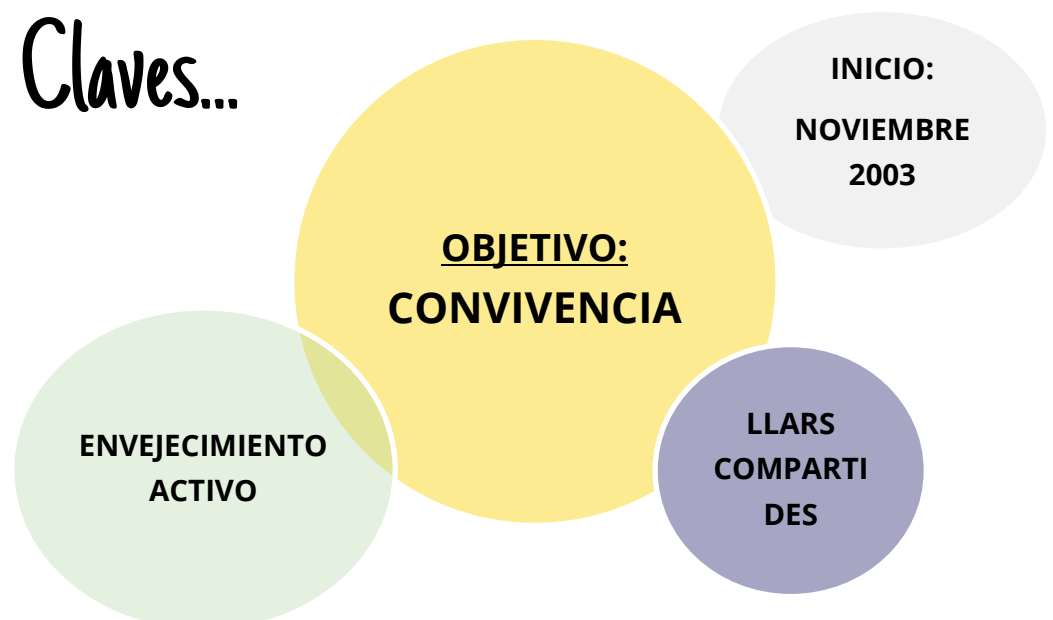 Claves...
INICIO:
NOVIEMBRE
2003
OBJETIVO:
CONVIVENCIA
ENVEJECIMIENTO
ACTIVO
LLARS
COMPARTI
DES